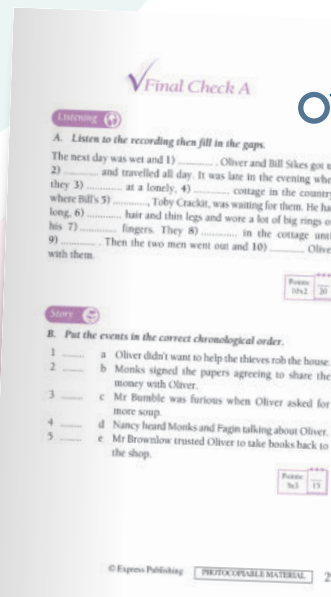 Final Check A
Listening
A. Listen to the recording then fill in the gaps.
The next day was wet and 1) ............ . Oliver and Bill Sikes got u
2) ............ and travelled all day. It was late in the evening whe
they 3) ............ at a lonely, 4) ............ cottage in the country
where Bill's 5) ............, Toby Crackit, was waiting for them. He ha
long, 6) ............ hair and thin legs and wore a lot of big rings o
his 7) ............ fingers. They 8) ............ in the cottage unti
9) ............ . Then the two men went out and 10) ............ Olive
with them.
Points:
10x2 20
Story
B. Put the events in the correct chronological order.
1 ........ a Oliver didn't want to help the thieves rob the house.
2 ........ b Monks signed the papers agreeing to share the
money with Oliver.
3 ........ c Mr Bumble was furious when Oliver asked for
more soup.
4 ........ d Nancy heard Monks and Fagin talking about Oliver.
5 ........ e Mr Brownlow trusted Oliver to take books back to
the shop.
Points:
5x3 15
© Express Publishing PHOTOCOPIABLE MATERIAL